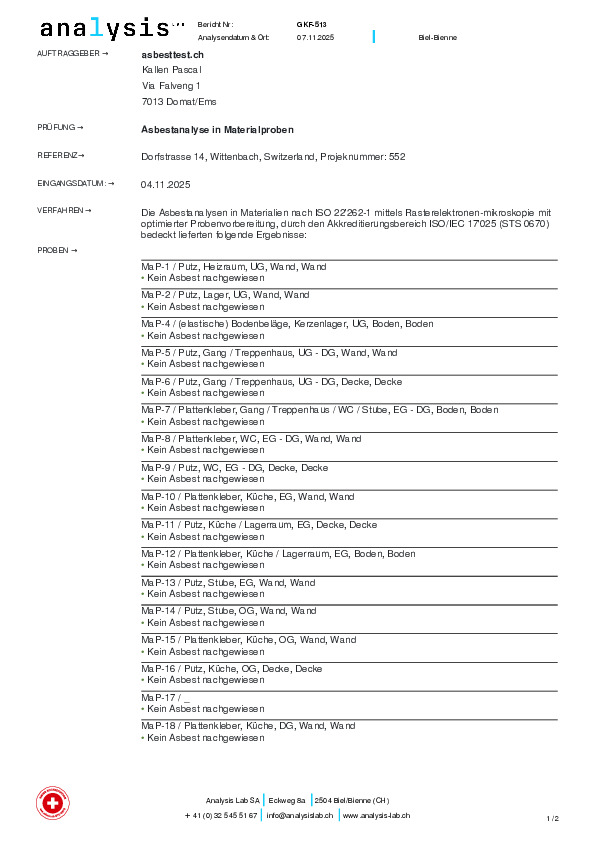 analysis
Bericht Nr: GKF-513
Analysendatum & Ort: 07.11.2025 Biel-Bienne
AUFTRAGGEBER → asbesttest.ch
Kallen Pascal
Via Falveng 1
7013 Domat/Ems
PRÜFUNG → Asbestanalyse in Materialproben
REFERENZ→ Dorfstrasse 14, Wittenbach, Switzerland, Projeknummer: 552
EINGANGSDATUM: → 04.11.2025
VERFAHREN → Die Asbestanalysen in Materialien nach ISO 22'262-1 mittels Rasterelektronen-mikroskopie mit
optimierter Probenvorbereitung, durch den Akkreditierungsbereich ISO/IEC 17025 (STS 0670)
bedeckt lieferten folgende Ergebnisse:
PROBEN →
MaP-1 / Putz, Heizraum, UG, Wand, Wand
• Kein Asbest nachgewiesen
MaP-2 / Putz, Lager, UG, Wand, Wand
• Kein Asbest nachgewiesen
MaP-4 / (elastische) Bodenbeläge, Kerzenlager, UG, Boden, Boden
• Kein Asbest nachgewiesen
MaP-5 / Putz, Gang / Treppenhaus, UG - DG, Wand, Wand
• Kein Asbest nachgewiesen
MaP-6 / Putz, Gang / Treppenhaus, UG - DG, Decke, Decke
• Kein Asbest nachgewiesen
MaP-7 / Plattenkleber, Gang / Treppenhaus / WC / Stube, EG - DG, Boden, Boden
• Kein Asbest nachgewiesen
MaP-8 / Plattenkleber, WC, EG - DG, Wand, Wand
• Kein Asbest nachgewiesen
MaP-9 / Putz, WC, EG - DG, Decke, Decke
• Kein Asbest nachgewiesen
MaP-10 / Plattenkleber, Küche, EG, Wand, Wand
• Kein Asbest nachgewiesen
MaP-11 / Putz, Küche / Lagerraum, EG, Decke, Decke
• Kein Asbest nachgewiesen
MaP-12 / Plattenkleber, Küche / Lagerraum, EG, Boden, Boden
• Kein Asbest nachgewiesen
MaP-13 / Putz, Stube, EG, Wand, Wand
• Kein Asbest nachgewiesen
MaP-14 / Putz, Stube, OG, Wand, Wand
• Kein Asbest nachgewiesen
MaP-15 / Plattenkleber, Küche, OG, Wand, Wand
• Kein Asbest nachgewiesen
MaP-16 / Putz, Küche, OG, Decke, Decke
• Kein Asbest nachgewiesen
MaP-17 / _
• Kein Asbest nachgewiesen
MaP-18 / Plattenkleber, Küche, DG, Wand, Wand
• Kein Asbest nachgewiesen
Analysis Lab SA | Eckweg 8a | 2504 Biel/Bienne (CH)
+ 41 (0) 32 545 51 67 | info@analysislab.ch | www.analysis-lab.ch
1 / 2